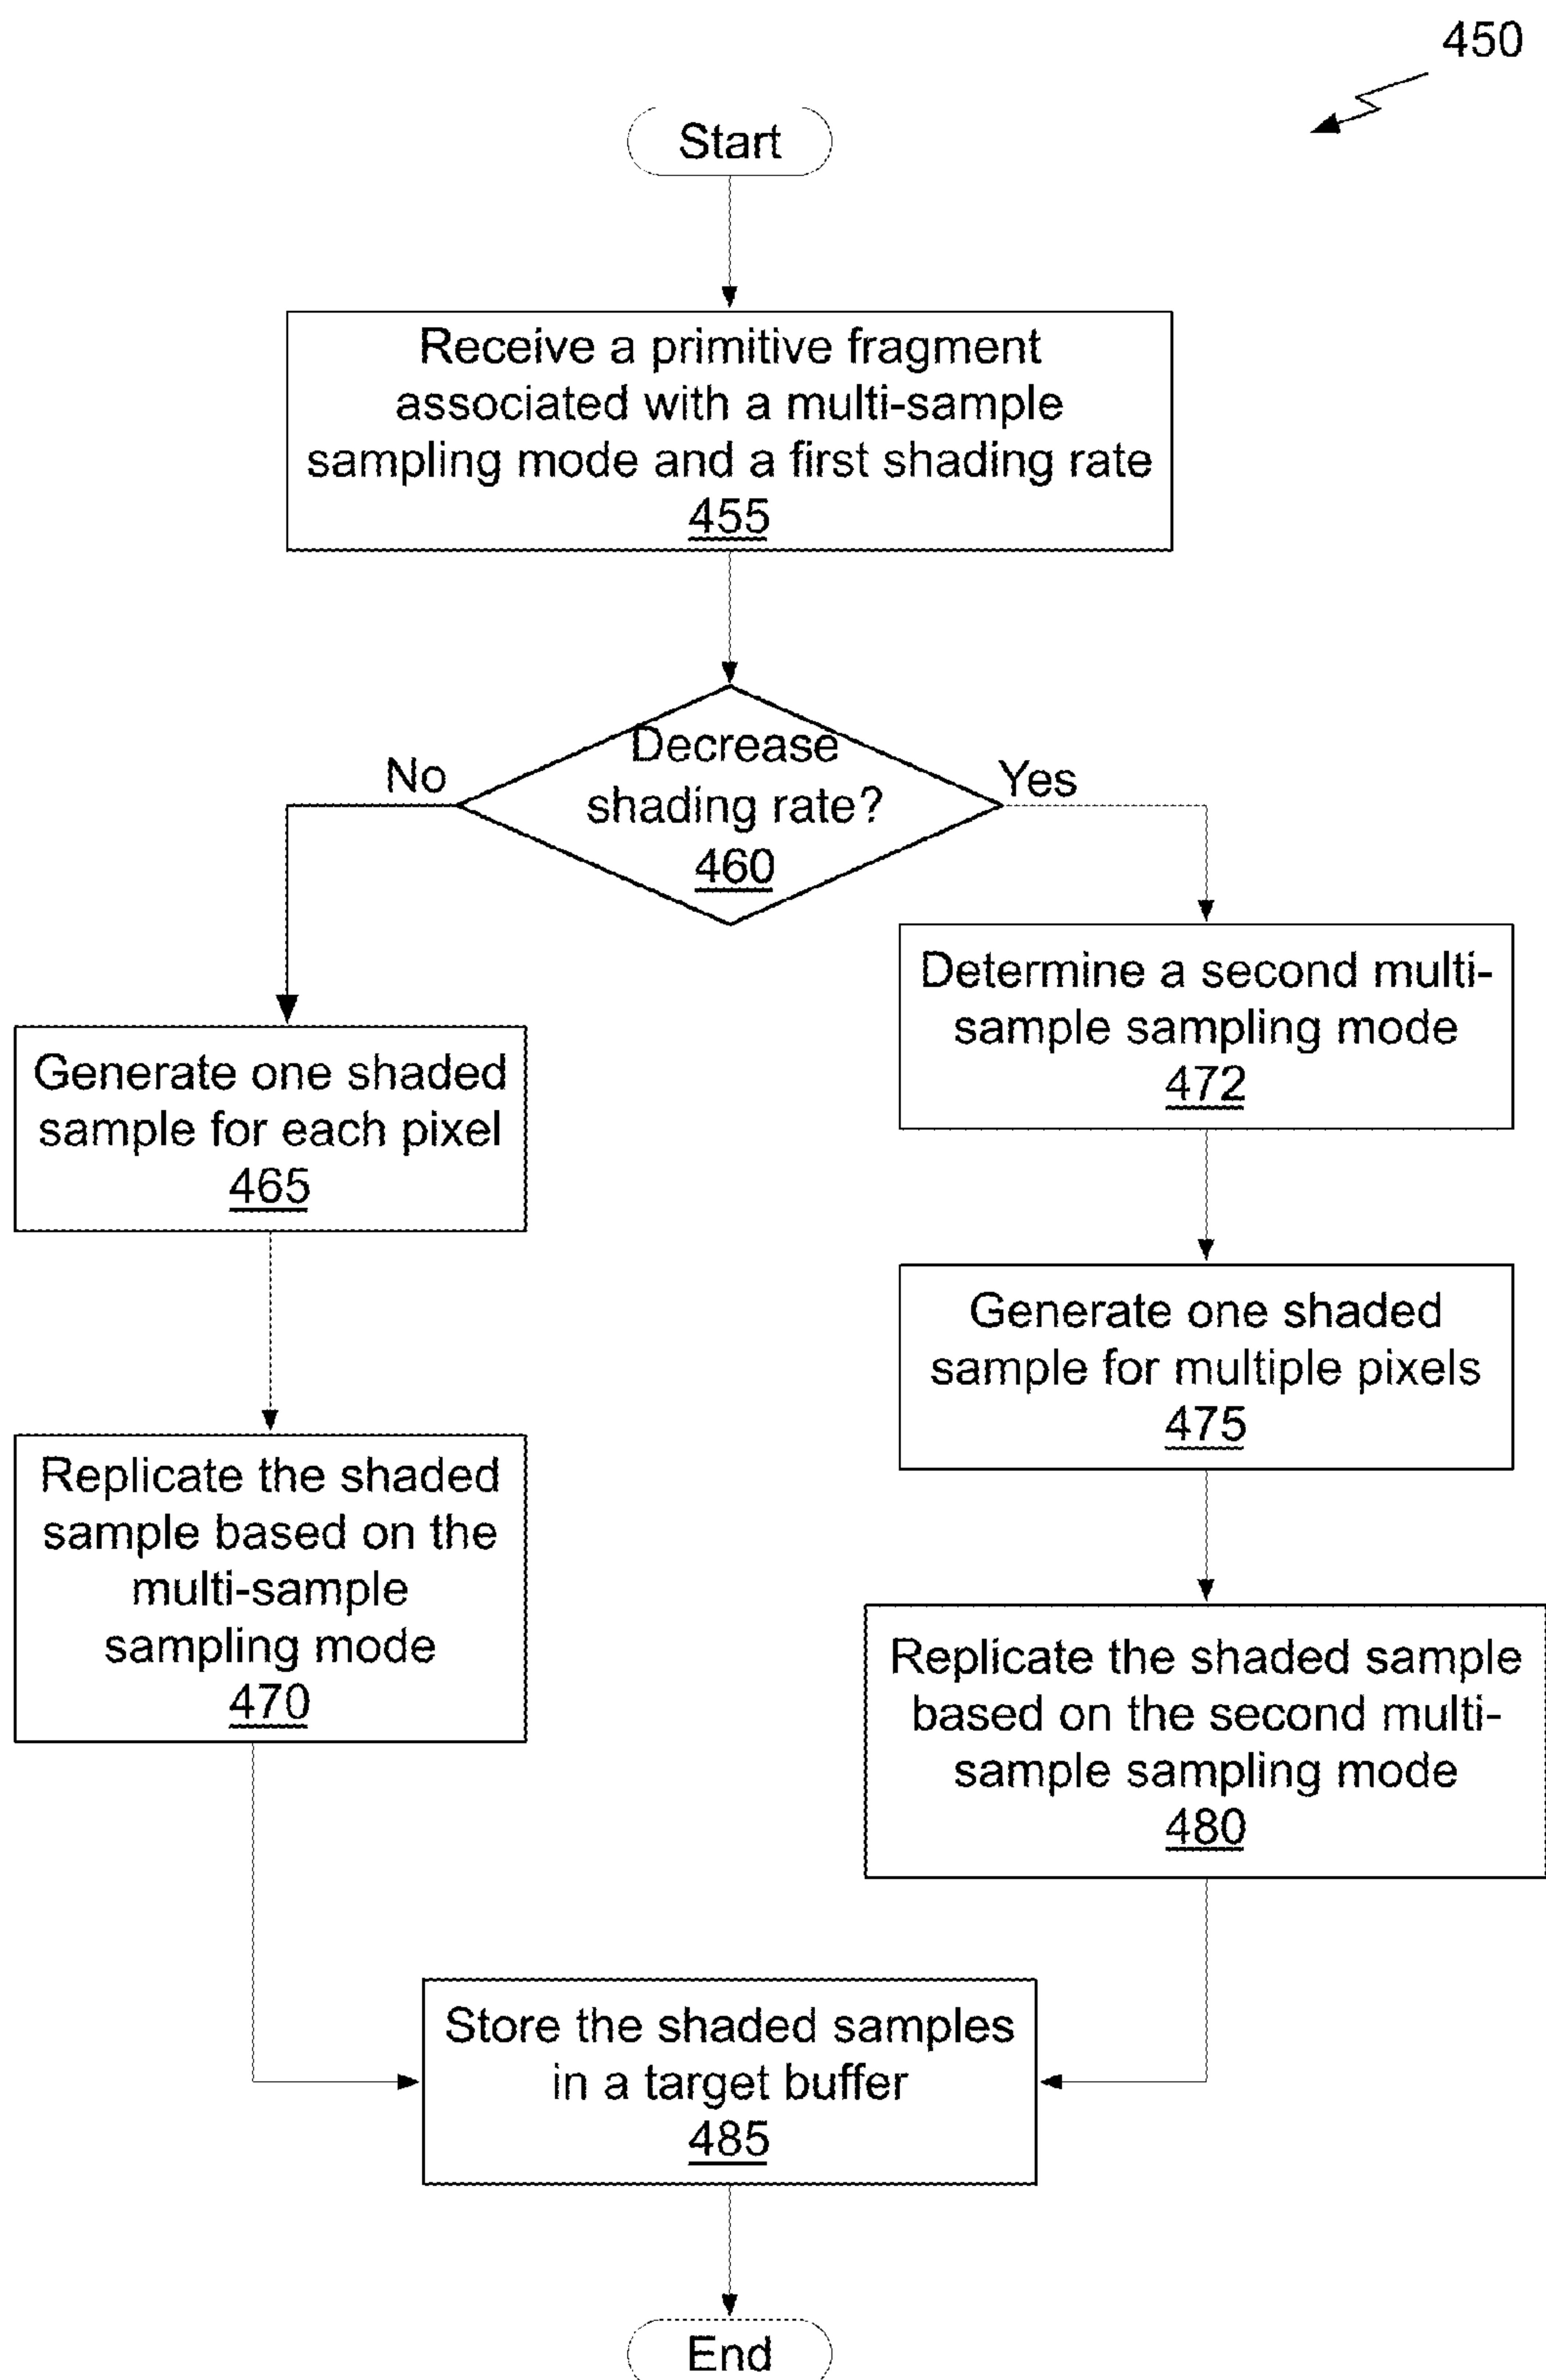 450
Start
Receive a primitive fragment
associated with a multi-sample
sampling mode and a first shading rate
455
Decrease
shading rate?
460
No
Yes
Generate one shaded
sample for each pixel
465
Replicate the shaded
sample based on the
multi-sample
sampling mode
470
Determine a second multi-
sample sampling mode
472
Generate one shaded
sample for multiple pixels
475
Replicate the shaded sample
based on the second multi-
sample sampling mode
480
Store the shaded samples
in a target buffer
485
End